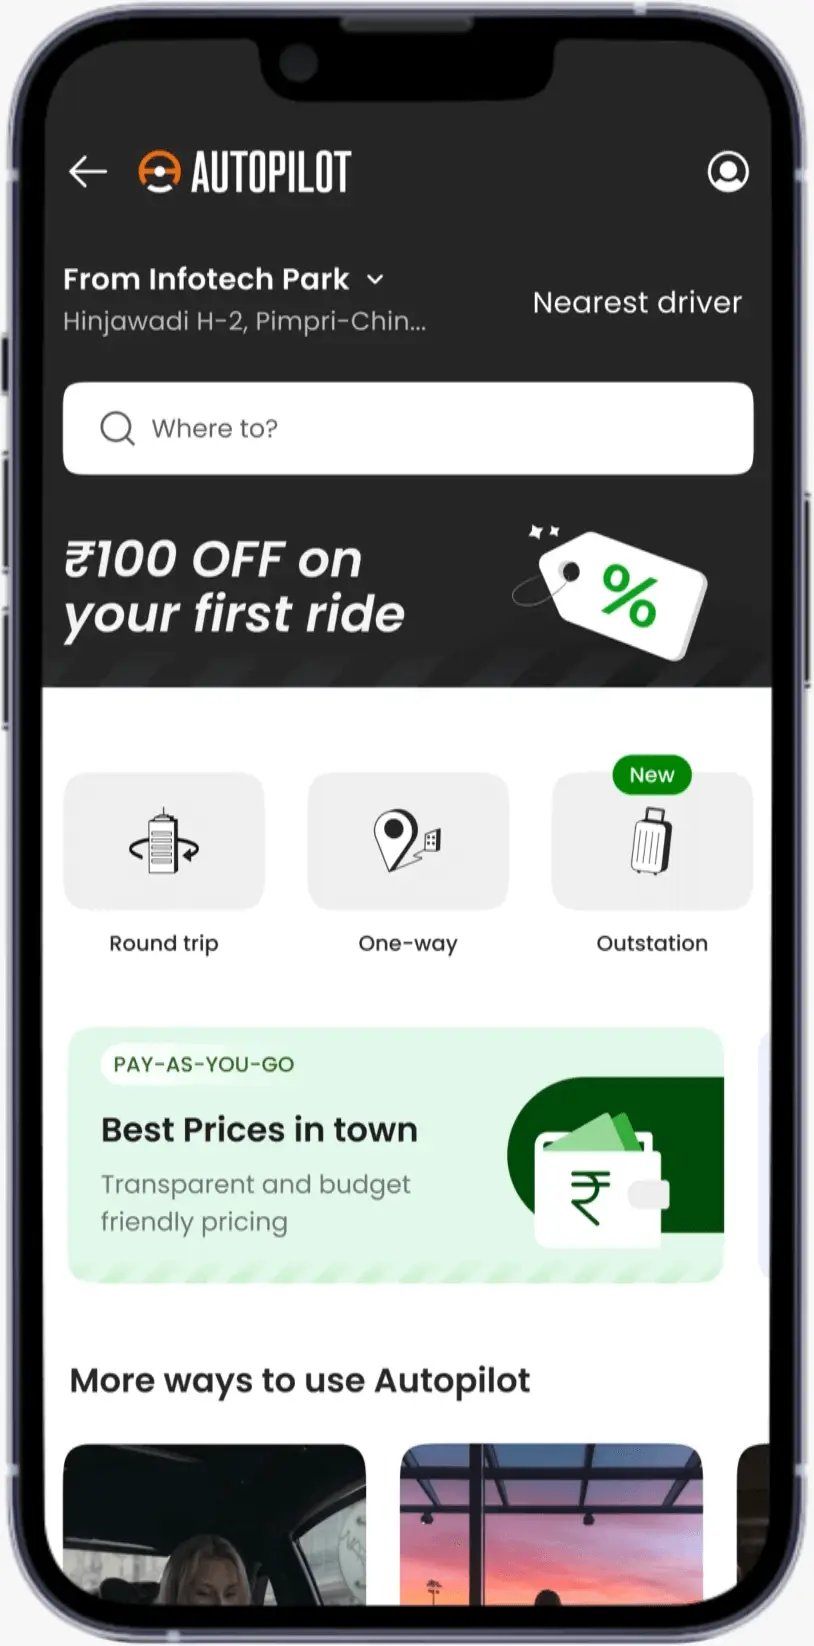 AUTOPILOT
From Infotech Park
Hinjawadi H-2, Pimpri-Chin...
Nearest driver
Where to?
₹100 OFF on
your first ride
%
New
Round trip
One-way
Outstation
PAY-AS-YOU-GO
Best Prices in town
Transparent and budget
friendly pricing
₹
More ways to use Autopilot